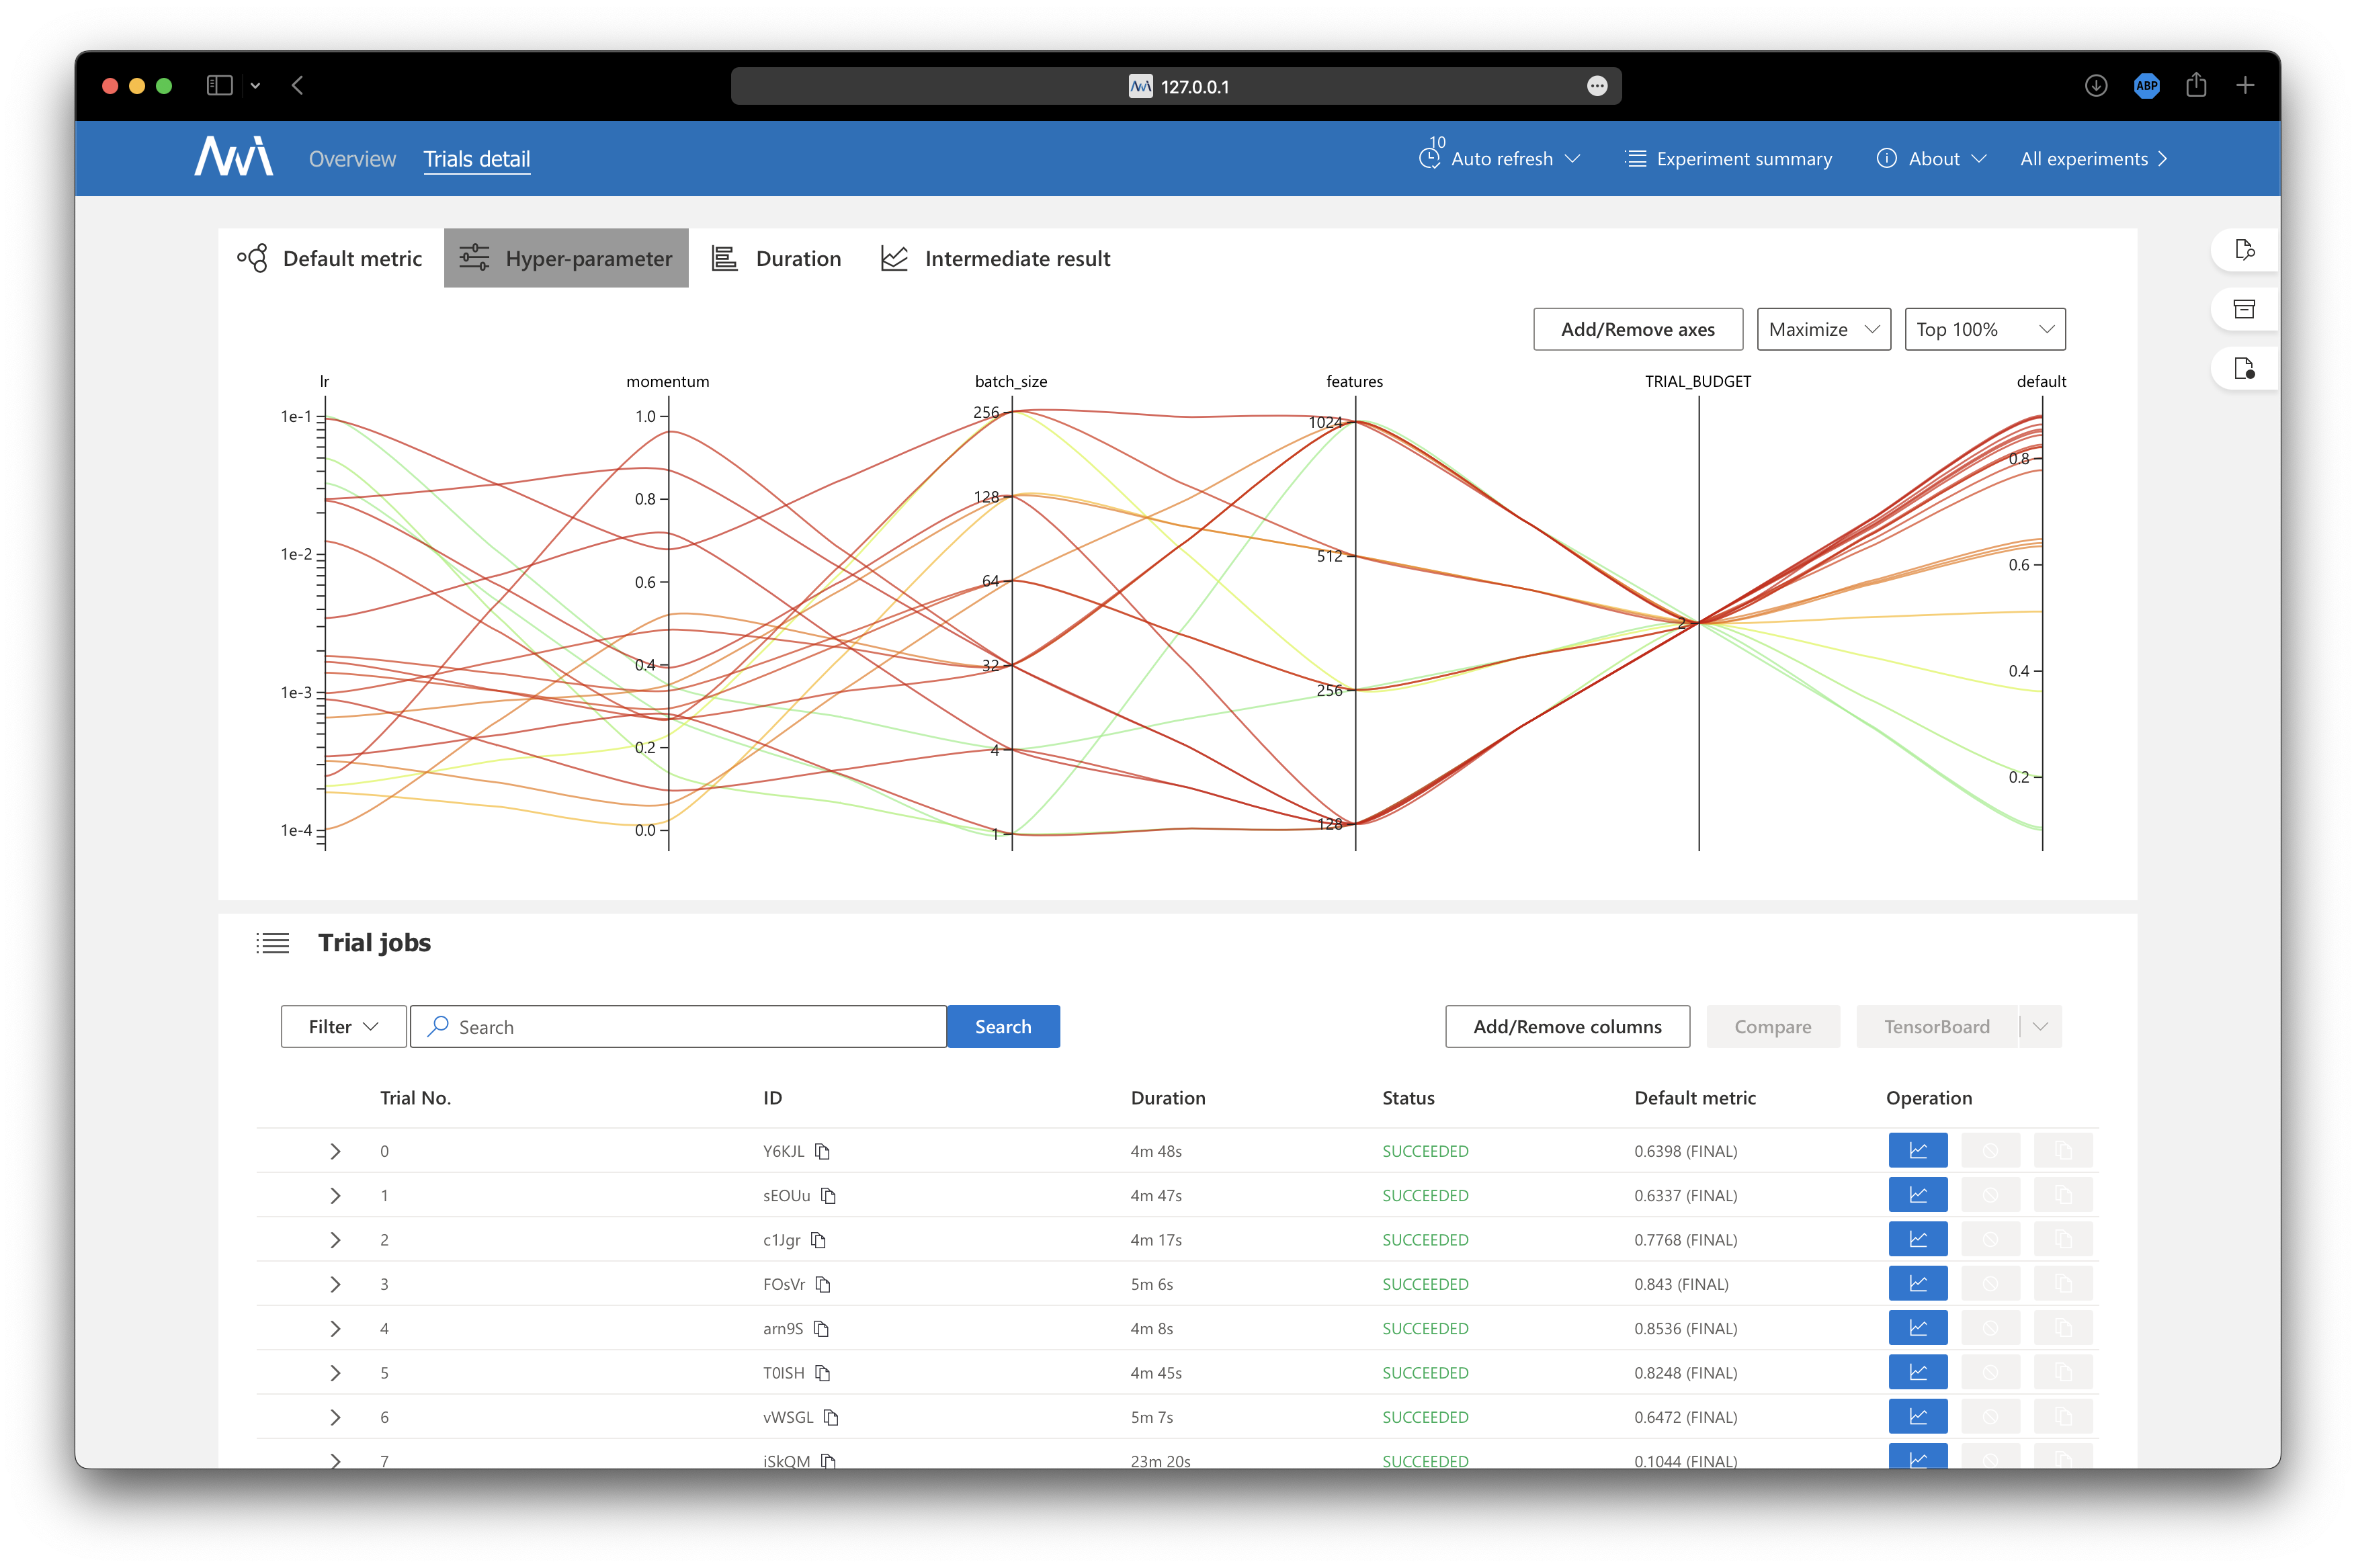 127.0.0.1
ABP
Overview Trials detail
10 Auto refresh Experiment summary About All experiments
Default metric Hyper-parameter Duration Intermediate result
Add/Remove axes Maximize Top 100%
lr momentum batch_size features TRIAL_BUDGET default
1e-1 1.0 256 1024
0.8 128 0.8
1e-2 0.6 64 512 0.6
2
1e-3 0.4 32 256 0.4
0.2 4 0.2
1e-4 0.0 1 128
Trial jobs
Filter Search Search Add/Remove columns Compare TensorBoard
Trial No. ID Duration Status Default metric Operation
0 Y6KJL 4m 48s SUCCEEDED 0.6398 (FINAL)
1 sEOUu 4m 47s SUCCEEDED 0.6337 (FINAL)
2 c1Jgr 4m 17s SUCCEEDED 0.7768 (FINAL)
3 FOsVr 5m 6s SUCCEEDED 0.843 (FINAL)
4 arn9S 4m 8s SUCCEEDED 0.8536 (FINAL)
5 T0ISH 4m 45s SUCCEEDED 0.8248 (FINAL)
6 vWSGL 5m 7s SUCCEEDED 0.6472 (FINAL)
7 iSkQM 23m 20s SUCCEEDED 0.1044 (FINAL)